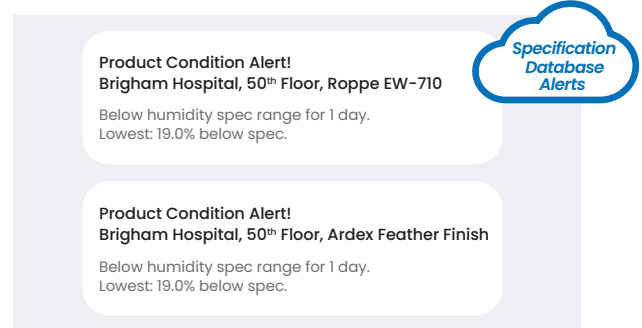 Specification
Database
Alerts
Product Condition Alert!
Brigham Hospital, 50th Floor, Roppe EW-710
Below humidity spec range for 1 day.
Lowest: 19.0% below spec.
Product Condition Alert!
Brigham Hospital, 50th Floor, Ardex Feather Finish
Below humidity spec range for 1 day.
Lowest: 19.0% below spec.